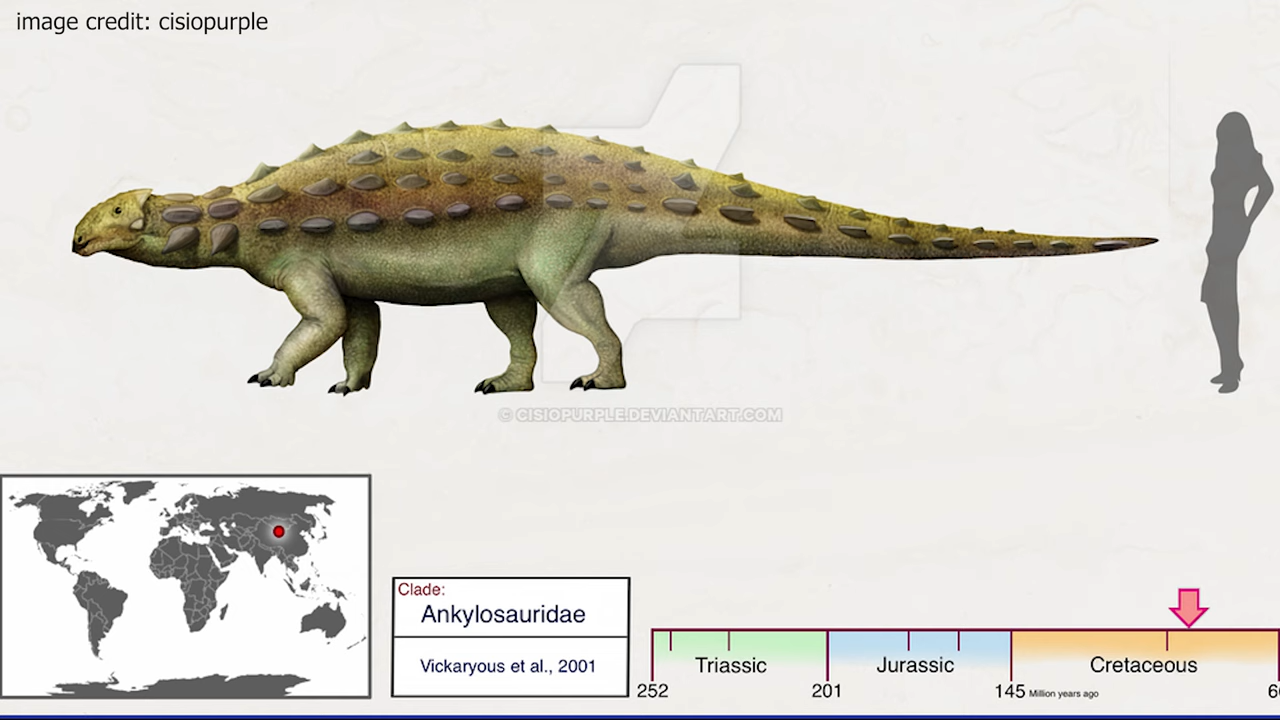 image credit: cisiopurple
© CISIOPURPLE.DEVIANTART.COM
Clade:
Ankylosauridae
Vickaryous et al., 2001
Triassic
Jurassic
Cretaceous
252
201
145 Million years ago